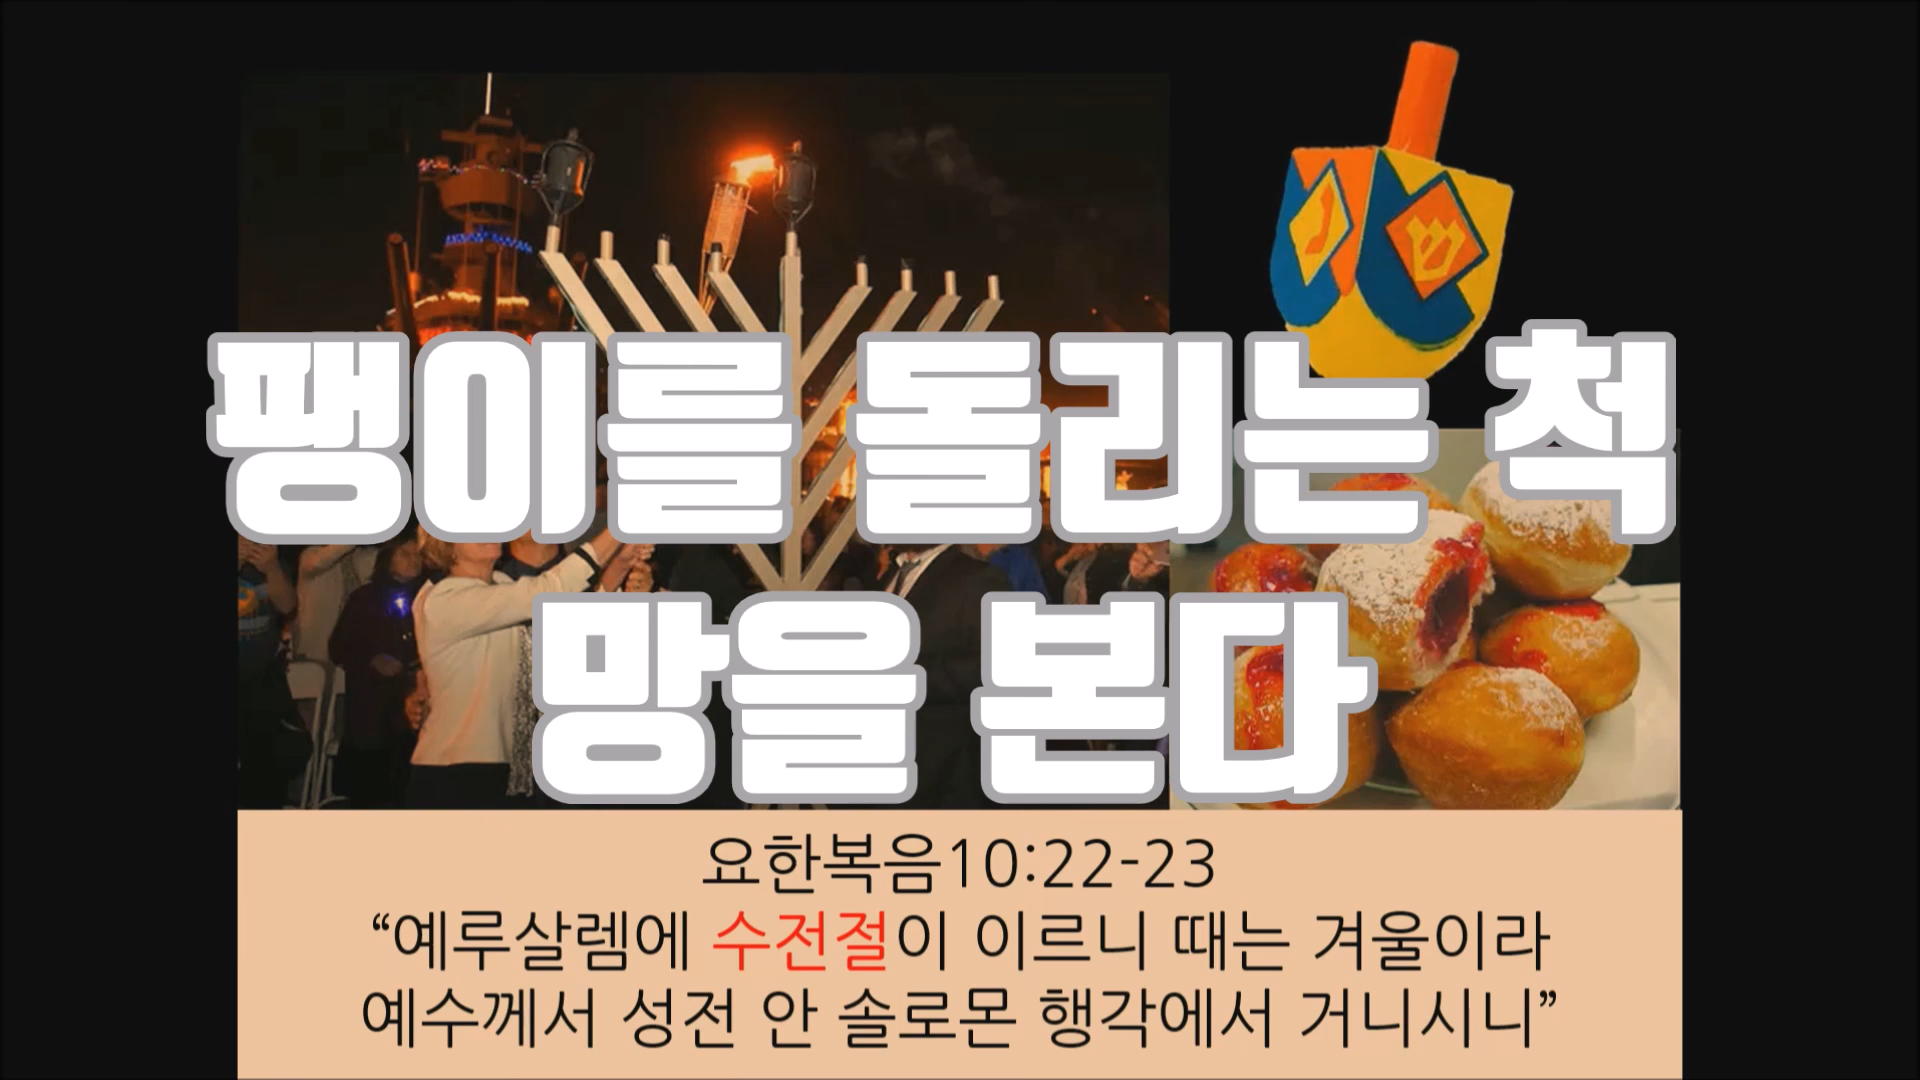 נ ש
팽이를 돌리는 척
망을 본다
요한복음10:22-23
“예루살렘에 수전절이 이르니 때는 겨울이라
예수께서 성전 안 솔로몬 행각에서 거니시니”